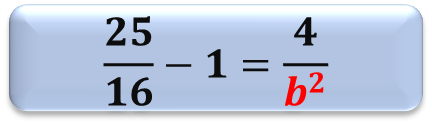 25/16 − 1 = 4/b²